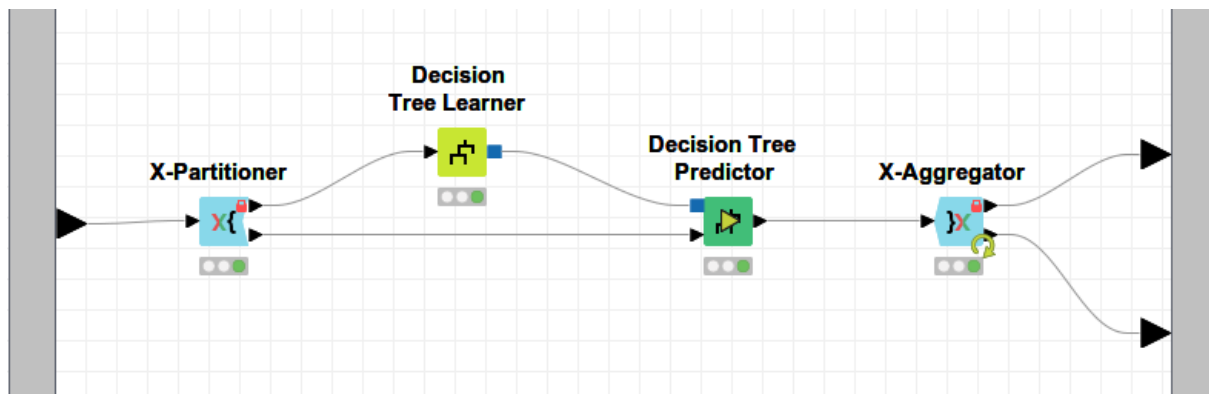 Decision
Tree Learner
X-Partitioner
Decision Tree
Predictor
X-Aggregator
X{
}X